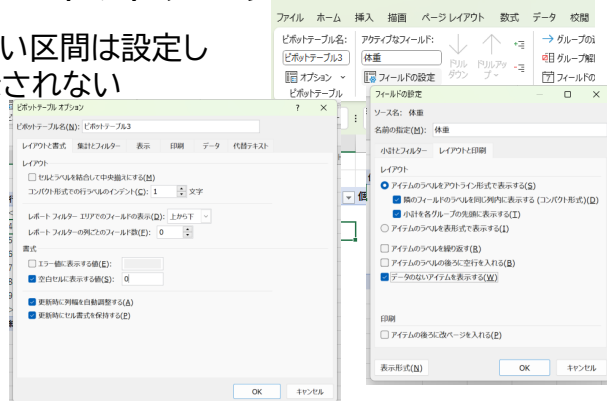 い区間は設定し
されない
ファイル ホーム 挿入 描画 ページ レイアウト 数式 データ 校閲
ピボットテーブル名: アクティブなフィールド:
ピボットテーブル3 体重
オプション フィールドの設定
ドリル ダウン ドリルアップ
ピボットテーブル
ピボットテーブル オプション ? ×
ピボットテーブル名(N): ピボットテーブル3
レイアウトと書式 集計とフィルター 表示 印刷 データ 代替テキスト
レイアウト
セルとラベルを結合して中央揃えにする(M)
コンパクト形式での行ラベルのインデント(C): 1 文字
レポート フィルター エリアでのフィールドの表示(D): 上から下
レポート フィルターの列ごとのフィールド数(F): 0
書式
エラー値に表示する値(E):
空白セルに表示する値(S): 0
更新時に列幅を自動調整する(A)
更新時にセル書式を保持する(P)
OK キャンセル
フィールドの設定
ソース名: 体重
名前の指定(M): 体重
小計とフィルター レイアウトと印刷
レイアウト
アイテムのラベルをアウトライン形式で表示する(S)
隣のフィールドのラベルを同じ列内に表示する (コンパクト形式)(D)
小計を各グループの先頭に表示する(T)
アイテムのラベルを表形式で表示する(I)
アイテムのラベルを繰り返す(R)
アイテムのラベルの後ろに空行を入れる(B)
データのないアイテムを表示する(W)
印刷
アイテムの後ろに改ページを入れる(P)
表示形式(N) OK キャンセル